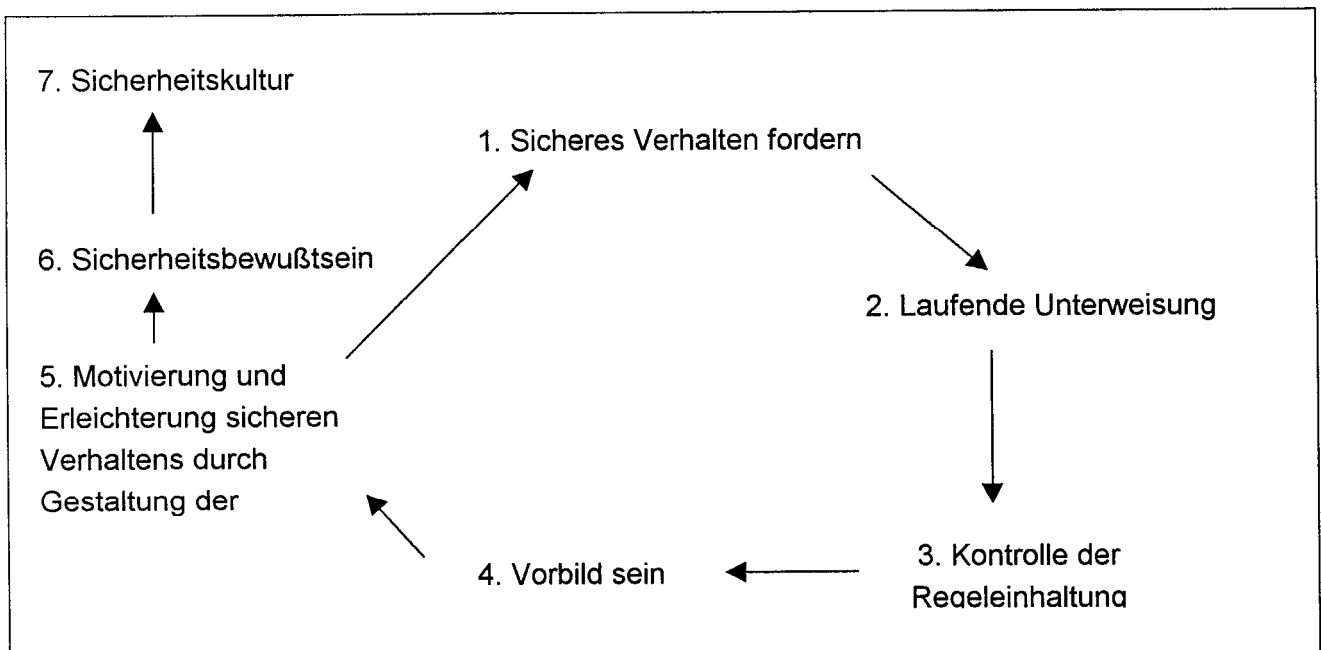 7. Sicherheitskultur
1. Sicheres Verhalten fordern
6. Sicherheitsbewußtsein
2. Laufende Unterweisung
5. Motivierung und
Erleichterung sicheren
Verhaltens durch
Gestaltung der
4. Vorbild sein
3. Kontrolle der
Regeleinhaltung